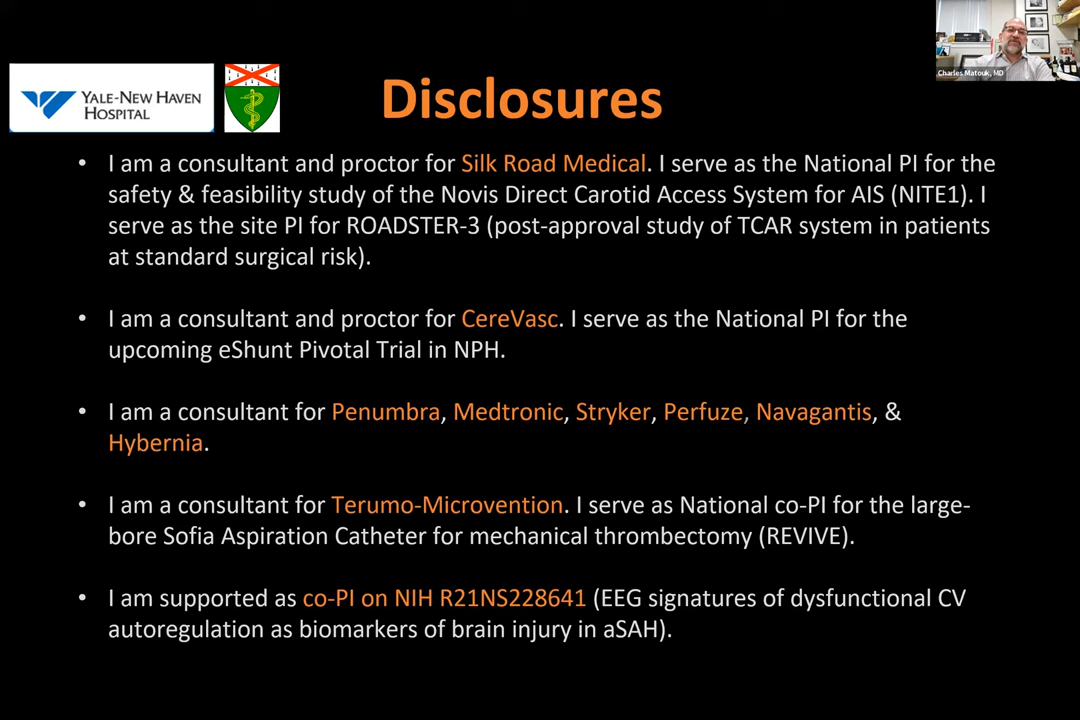 Charles Matouk, MD
YALE-NEW HAVEN
HOSPITAL
Disclosures
• I am a consultant and proctor for Silk Road Medical. I serve as the National PI for the
safety & feasibility study of the Novis Direct Carotid Access System for AIS (NITE1). I
serve as the site PI for ROADSTER-3 (post-approval study of TCAR system in patients
at standard surgical risk).
• I am a consultant and proctor for CereVasc. I serve as the National PI for the
upcoming eShunt Pivotal Trial in NPH.
• I am a consultant for Penumbra, Medtronic, Stryker, Perfuze, Navagantis, &
Hybernia.
• I am a consultant for Terumo-Microvention. I serve as National co-PI for the large-
bore Sofia Aspiration Catheter for mechanical thrombectomy (REVIVE).
• I am supported as co-PI on NIH R21NS228641 (EEG signatures of dysfunctional CV
autoregulation as biomarkers of brain injury in aSAH).